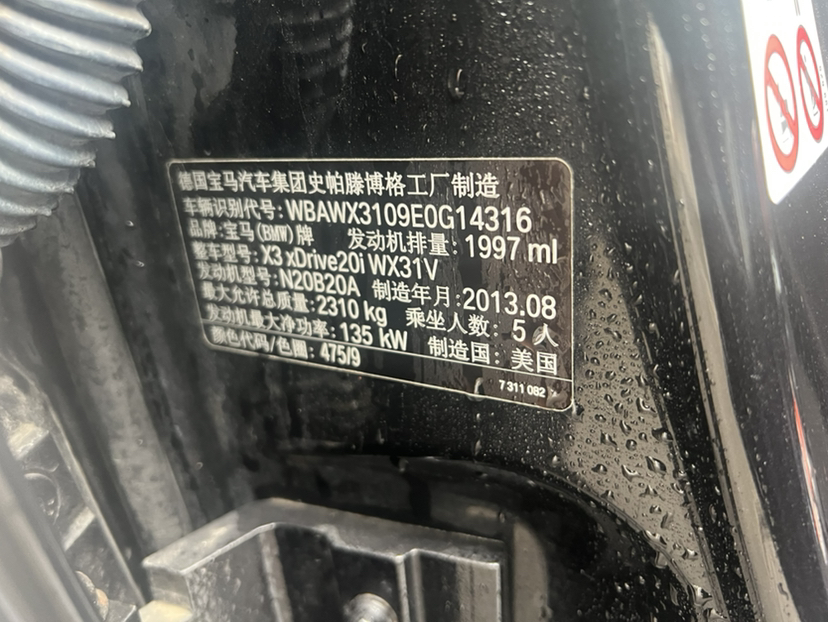 德国宝马汽车集团史帕滕博格工厂制造
车辆识别代号: WBAWX3109E0G14316
品牌: 宝马(BMW)牌 发动机排量: 1997 ml
整车型号: X3 xDrive20i WX31V
发动机型号: N20B20A 制造年月: 2013.08
最大允许总质量: 2310 kg 乘坐人数: 5 人
发动机最大净功率: 135 kW 制造国: 美国
颜色代码/色圈: 475/9
7 311 082